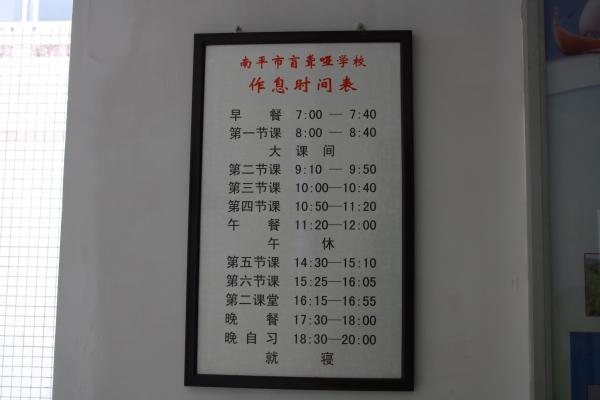 南平市盲聋哑学校
作息时间表
早 餐 7:00 — 7:40
第一节课 8:00 — 8:40
大 课 间
第二节课 9:10 — 9:50
第三节课 10:00—10:40
第四节课 10:50—11:20
午 餐 11:20—12:00
午 休
第五节课 14:30—15:10
第六节课 15:25—16:05
第二课堂 16:15—16:55
晚 餐 17:30—18:00
晚 自 习 18:30—20:00
就 寝